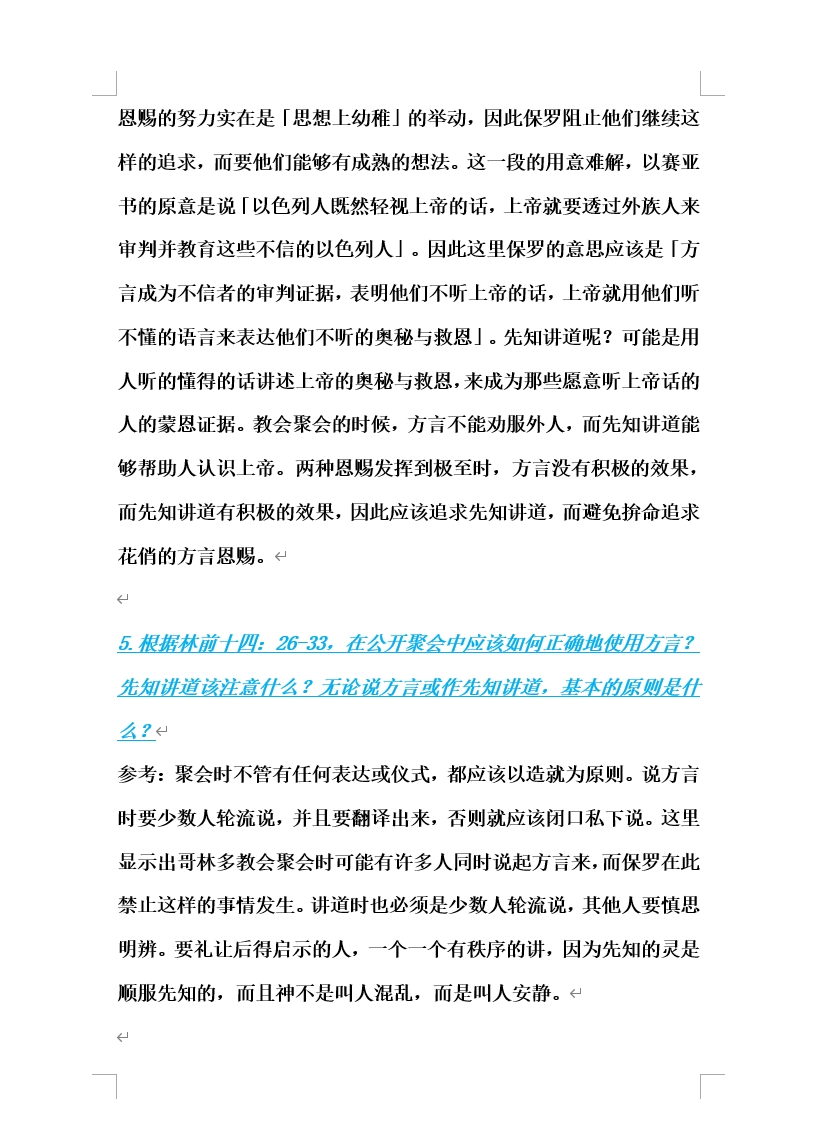 恩赐的努力实在是「思想上幼稚」的举动，因此保罗阻止他们继续这
样的追求，而要他们能够有成熟的想法。这一段的用意难解，以赛亚
书的原意是说「以色列人既然轻视上帝的话，上帝就要透过外族人来
审判并教育这些不信的以色列人」。因此这里保罗的意思应该是「方
言成为不信者的审判证据，表明他们不听上帝的话，上帝就用他们听
不懂的语言来表达他们不听的奥秘与救恩」。先知讲道呢？可能是用
人听的懂得的话讲述上帝的奥秘与救恩，来成为那些愿意听上帝话的
人的蒙恩证据。教会聚会的时候，方言不能劝服外人，而先知讲道能
够帮助人认识上帝。两种恩赐发挥到极至时，方言没有积极的效果，
而先知讲道有积极的效果，因此应该追求先知讲道，而避免拚命追求
花俏的方言恩赐。
5.根据林前十四：26-33，在公开聚会中应该如何正确地使用方言？
先知讲道该注意什么？无论说方言或作先知讲道，基本的原则是什
么？
参考：聚会时不管有任何表达或仪式，都应该以造就为原则。说方言
时要少数人轮流说，并且要翻译出来，否则就应该闭口私下说。这里
显示出哥林多教会聚会时可能有许多人同时说起方言来，而保罗在此
禁止这样的事情发生。讲道时也必须是少数人轮流说，其他人要慎思
明辨。要礼让后得启示的人，一个一个有秩序的讲，因为先知的灵是
顺服先知的，而且神不是叫人混乱，而是叫人安静。